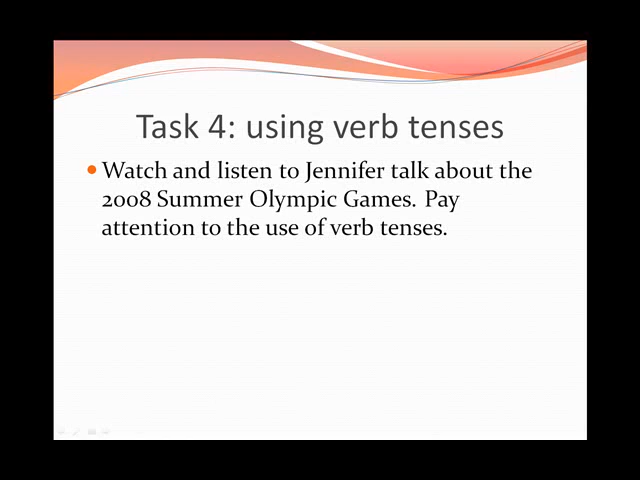 Task 4: using verb tenses
Watch and listen to Jennifer talk about the
2008 Summer Olympic Games. Pay
attention to the use of verb tenses.